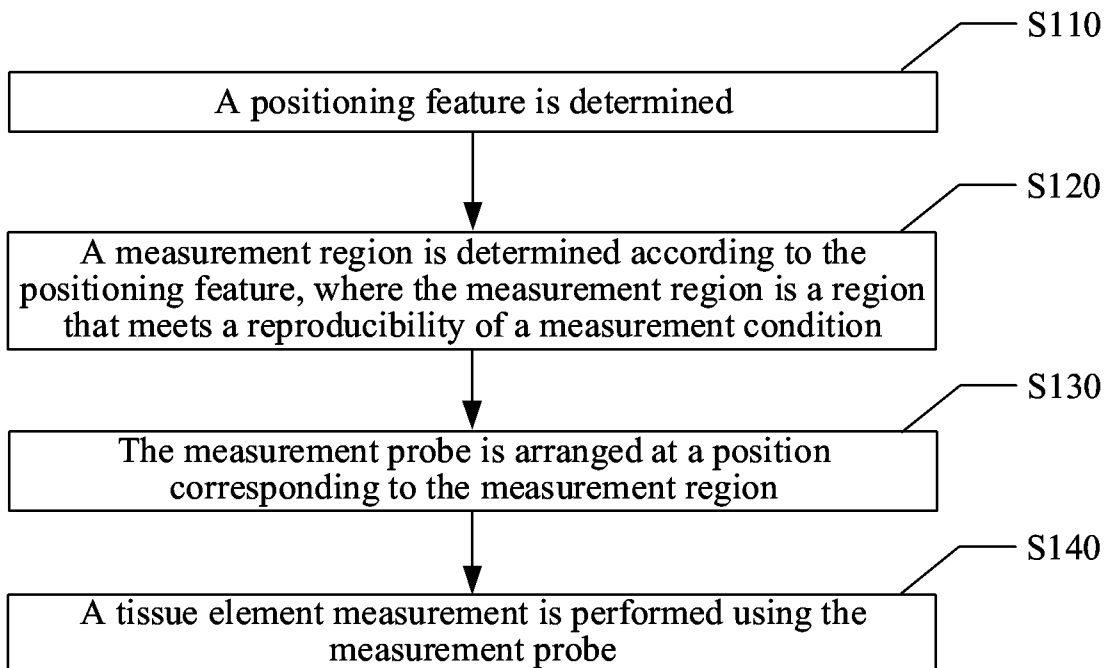 S110
A positioning feature is determined
S120
A measurement region is determined according to the
positioning feature, where the measurement region is a region
that meets a reproducibility of a measurement condition
S130
The measurement probe is arranged at a position
corresponding to the measurement region
S140
A tissue element measurement is performed using the
measurement probe